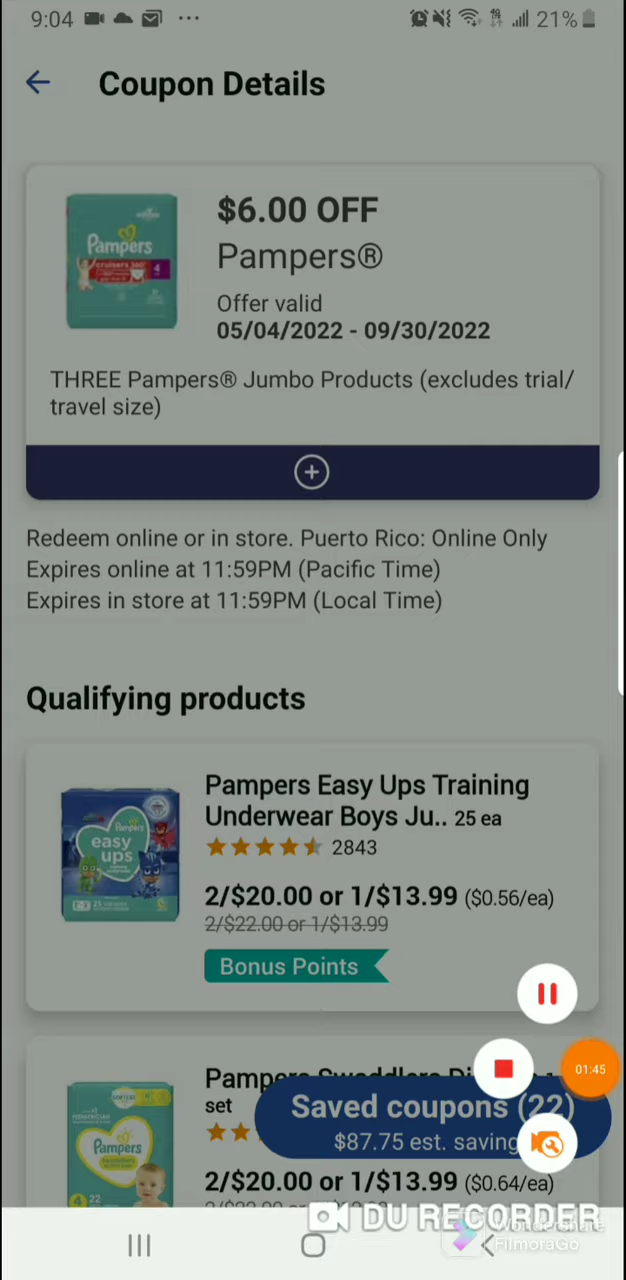 9:04 ... 21%
Coupon Details
Pampers
$6.00 OFF
Pampers®
Offer valid
05/04/2022 - 09/30/2022
THREE Pampers® Jumbo Products (excludes trial/
travel size)
Redeem online or in store. Puerto Rico: Online Only
Expires online at 11:59PM (Pacific Time)
Expires in store at 11:59PM (Local Time)
Qualifying products
Pampers
easy
ups
Pampers Easy Ups Training
Underwear Boys Ju.. 25 ea
2843
2/$20.00 or 1/$13.99 ($0.56/ea)
2/$22.00 or 1/$13.99
Bonus Points
01:45
Pampers
Pampers Swaddlers
set
Saved coupons (22)
$87.75 est. saving
2/$20.00 or 1/$13.99 ($0.64/ea)
DU RECORDER
Wondershare
FilmoraGo